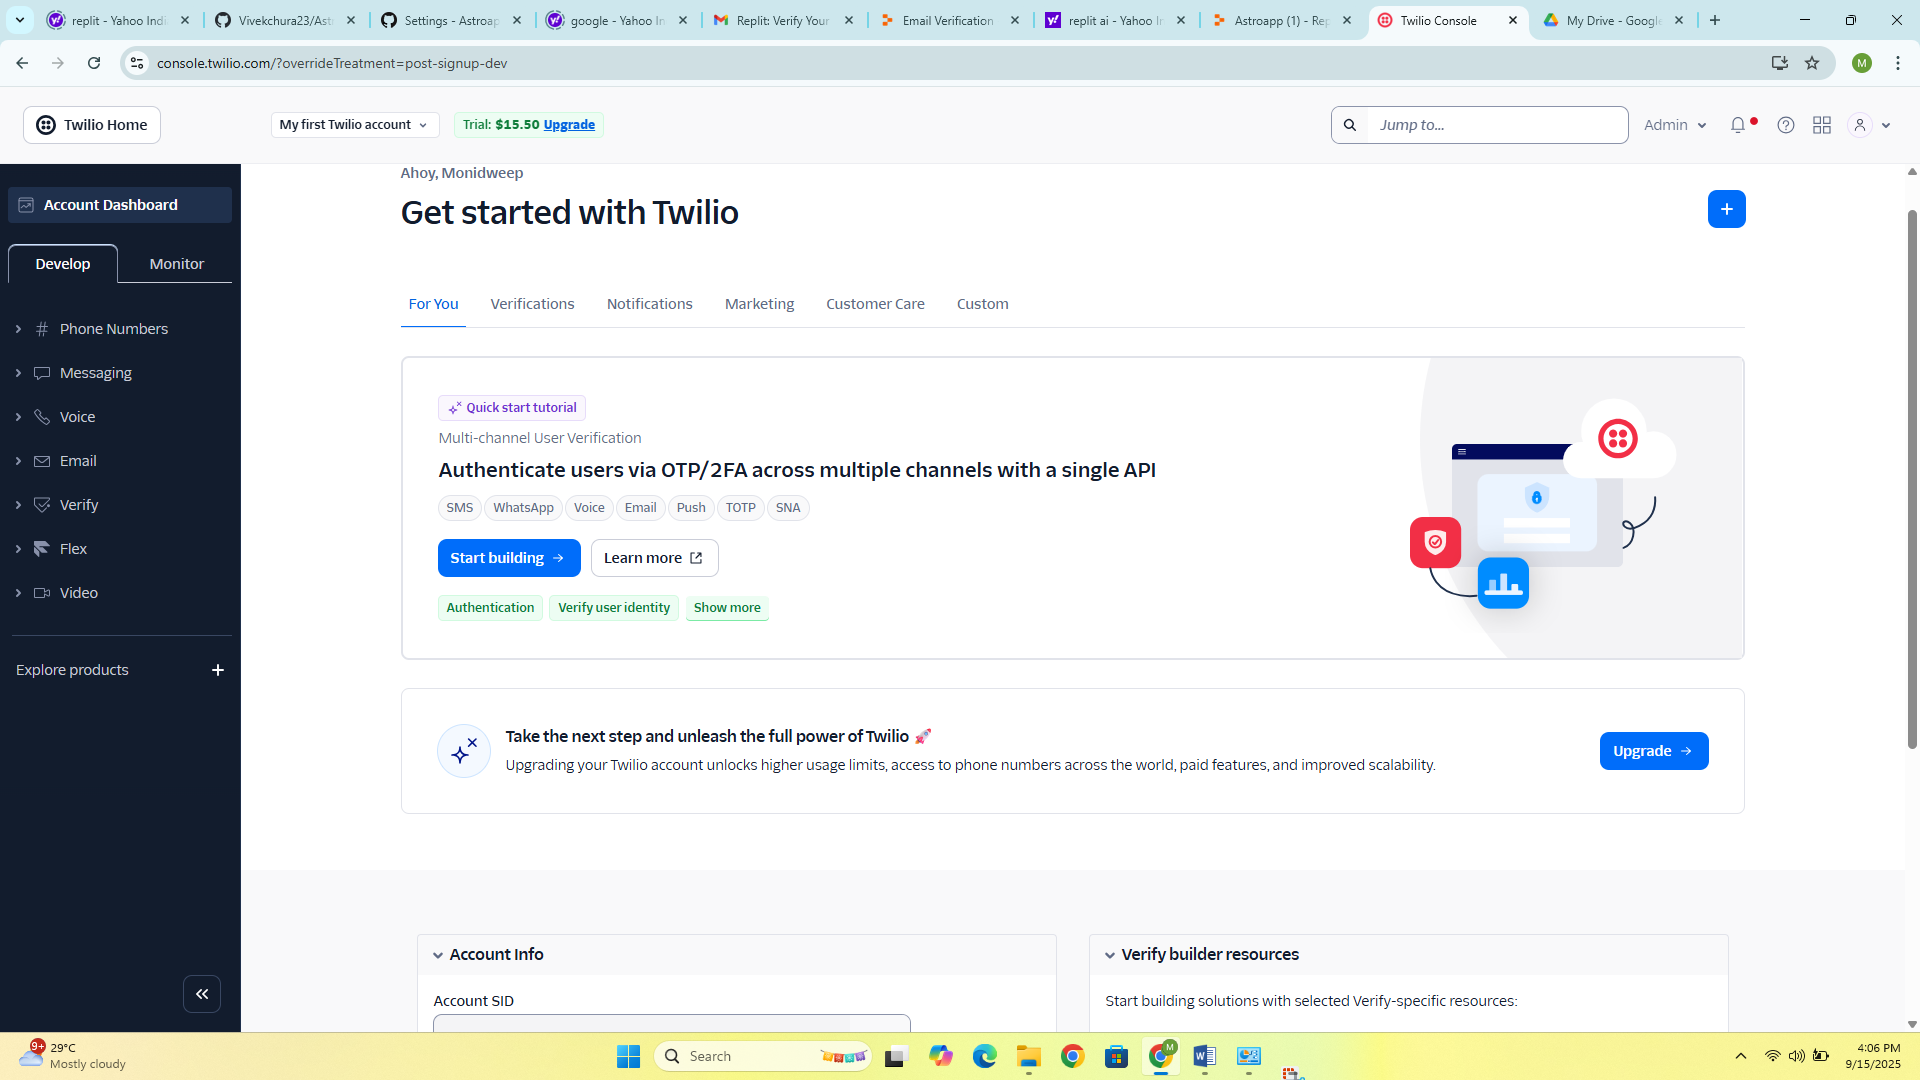 replit - Yahoo Indi
Vivekchura23/Ast
Settings - Astroap
google - Yahoo In
Replit: Verify Your
Email Verification
replit ai - Yahoo In
Astroapp (1) - Rep
Twilio Console
My Drive - Google
console.twilio.com/?overrideTreatment=post-signup-dev
M
Twilio Home
My first Twilio account
Trial: $15.50 Upgrade
Jump to...
Admin
Account Dashboard
Develop
Monitor
Phone Numbers
Messaging
Voice
Email
Verify
Flex
Video
Explore products
Ahoy, Monidweep
Get started with Twilio
For You
Verifications
Notifications
Marketing
Customer Care
Custom
Quick start tutorial
Multi-channel User Verification
Authenticate users via OTP/2FA across multiple channels with a single API
SMS
WhatsApp
Voice
Email
Push
TOTP
SNA
Start building
Learn more
Authentication
Verify user identity
Show more
Take the next step and unleash the full power of Twilio 🚀
Upgrading your Twilio account unlocks higher usage limits, access to phone numbers across the world, paid features, and improved scalability.
Upgrade
Account Info
Account SID
Verify builder resources
Start building solutions with selected Verify-specific resources:
9+
29°C
Mostly cloudy
Search
M
4:06 PM
9/15/2025